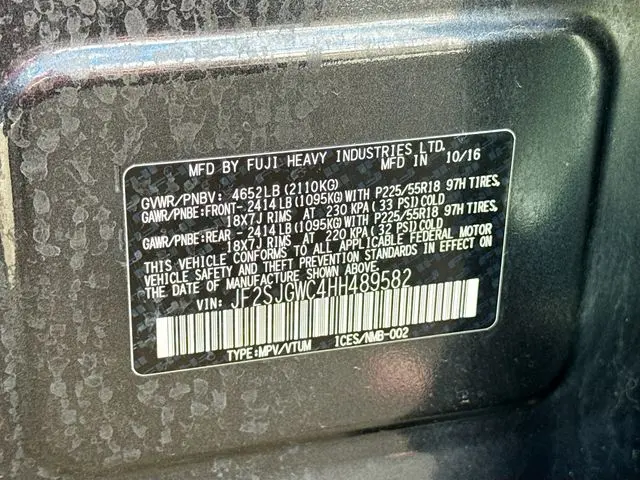 MFD BY FUJI HEAVY INDUSTRIES LTD.
MFD IN 10/16
GVWR/PNBV: 4652LB(2110KG)
GAWR/PNBE:FRONT-2414LB(1095KG)WITH P225/55R18 97H TIRES,
18X7J RIMS AT 230 KPA(33 PSI)COLD
GAWR/PNBE:REAR -2414LB(1095KG)WITH P225/55R18 97H TIRES,
18X7J RIMS AT 220 KPA(32 PSI)COLD
THIS VEHICLE CONFORMS TO ALL APPLICABLE FEDERAL MOTOR
VEHICLE SAFETY AND THEFT PREVENTION STANDARDS IN EFFECT ON
THE DATE OF MANUFACTURE SHOWN ABOVE.
VIN: JF2SJGWC4HH489582
TYPE:MPV/VTUM ICES/NMB-002